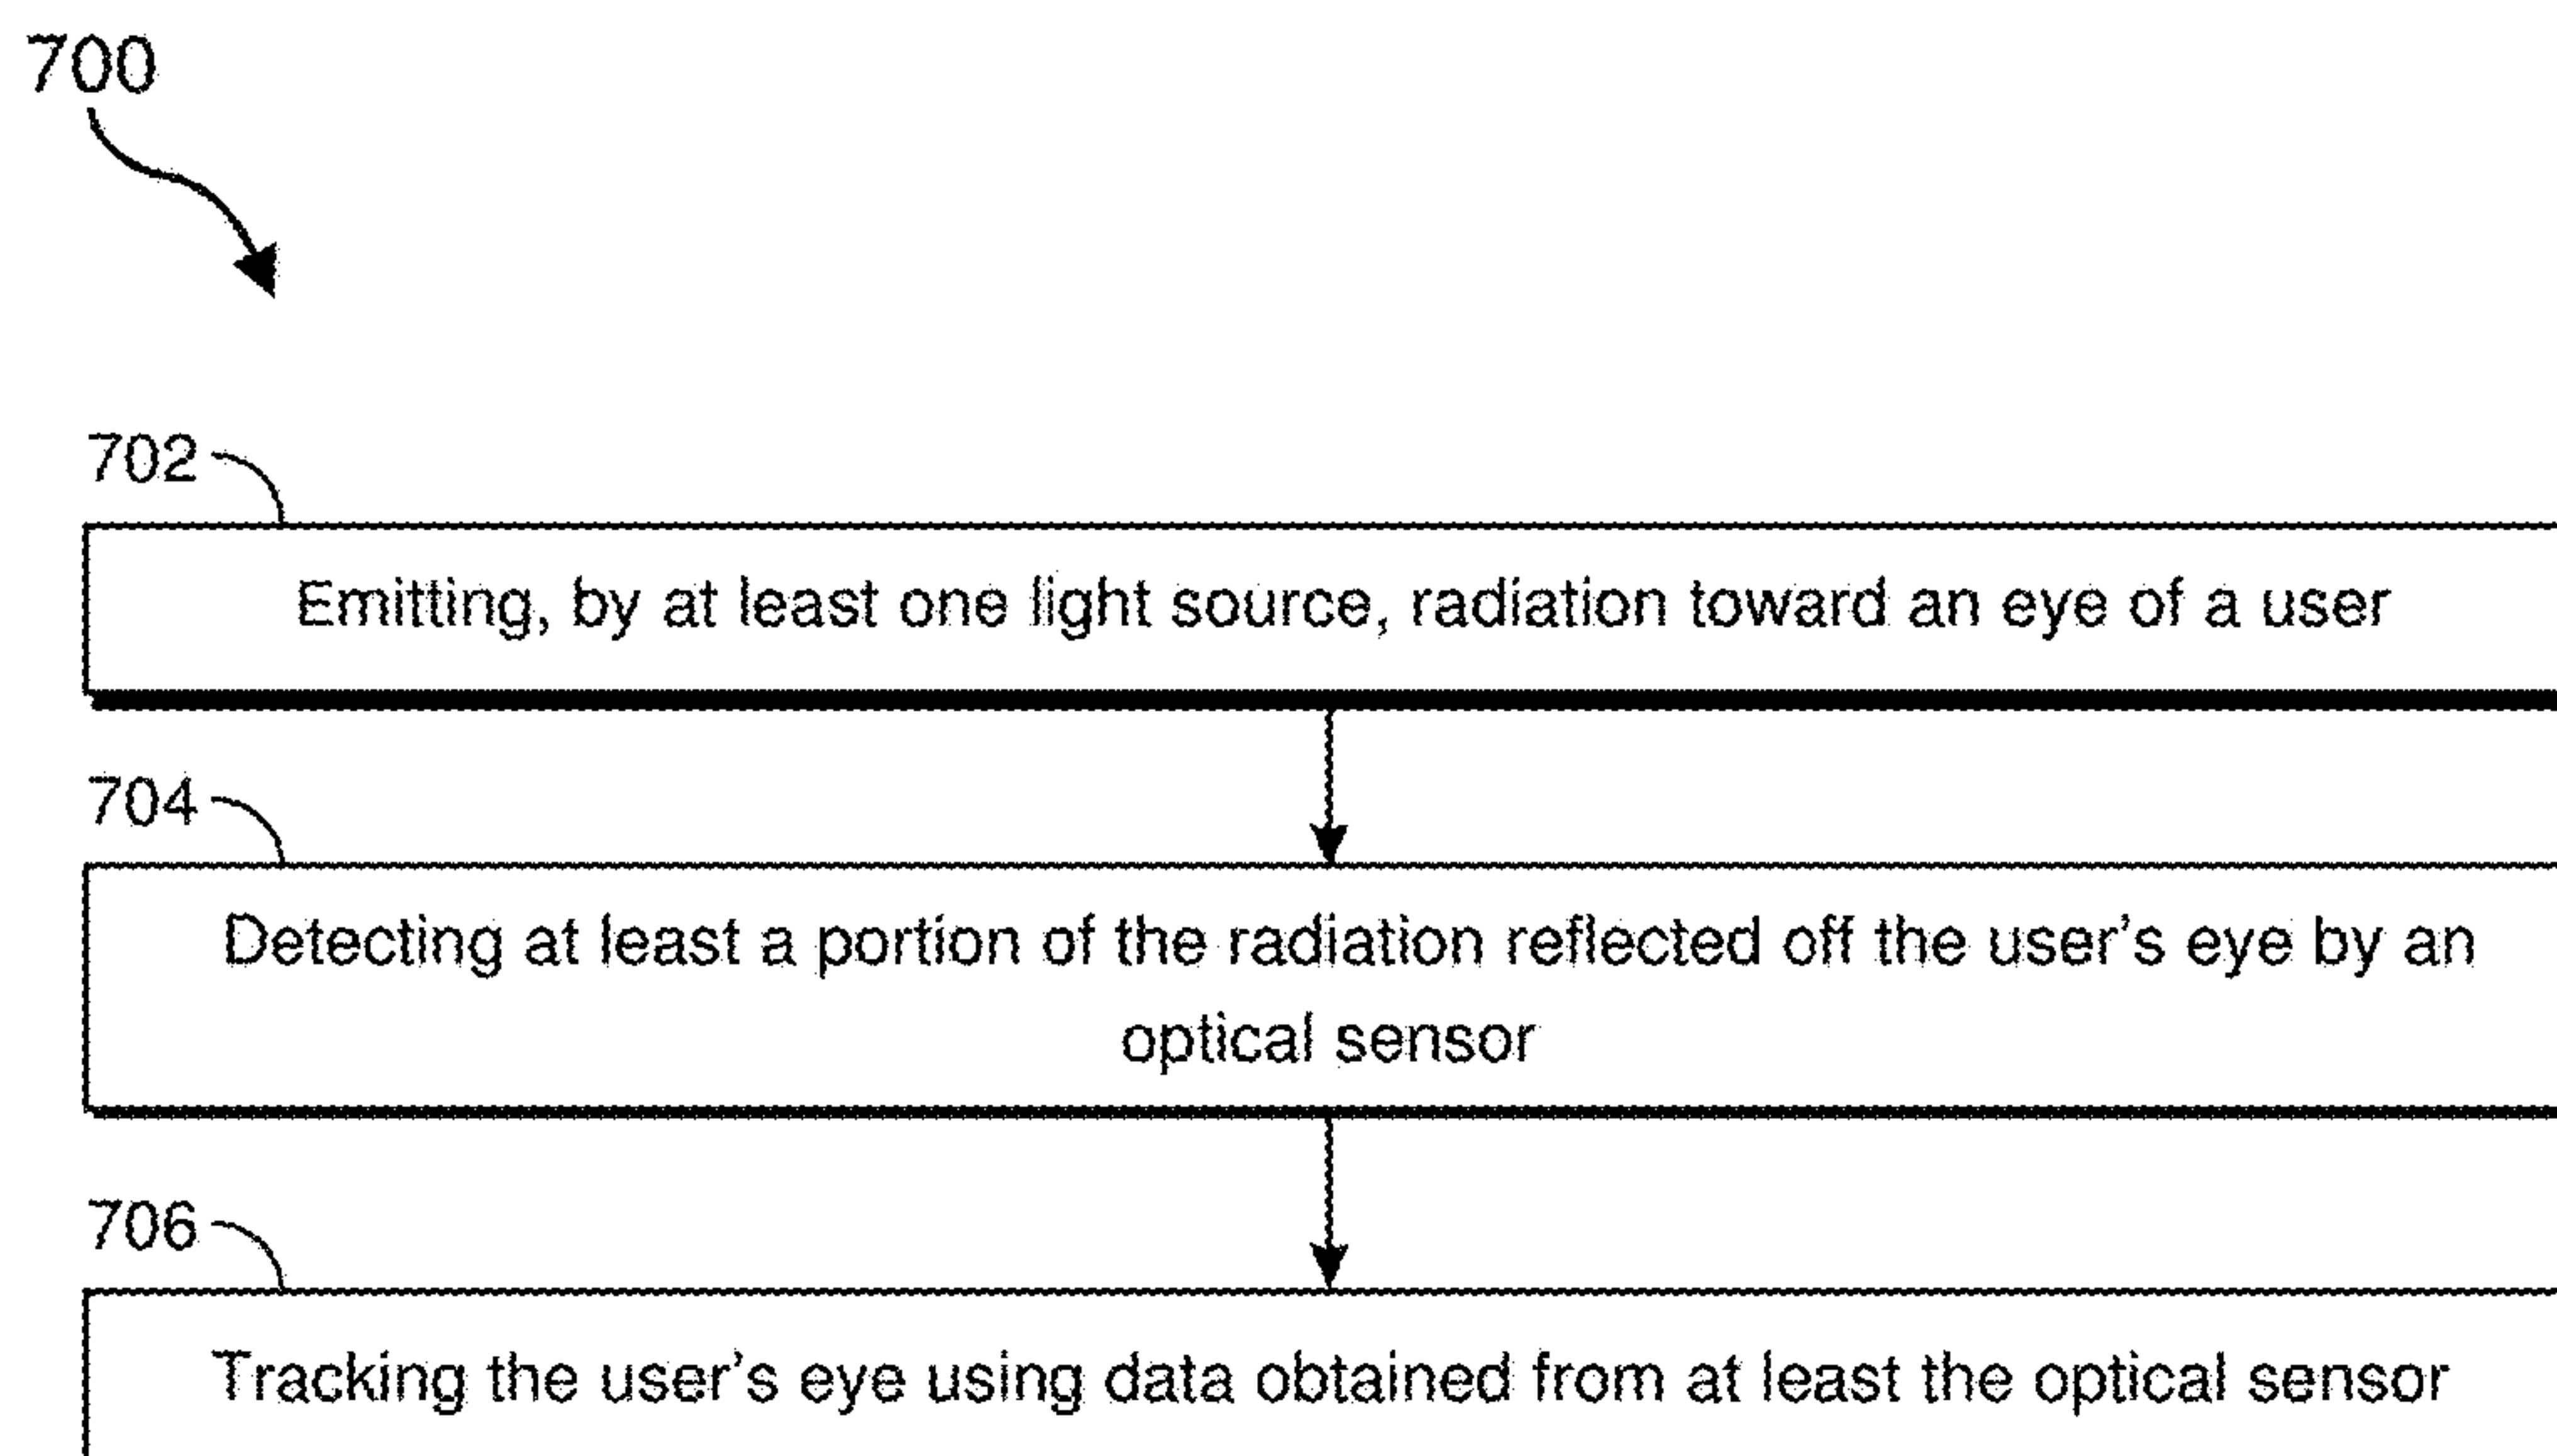 700
702
Emitting, by at least one light source, radiation toward an eye of a user
704
Detecting at least a portion of the radiation reflected off the user's eye by an
optical sensor
706
Tracking the user's eye using data obtained from at least the optical sensor